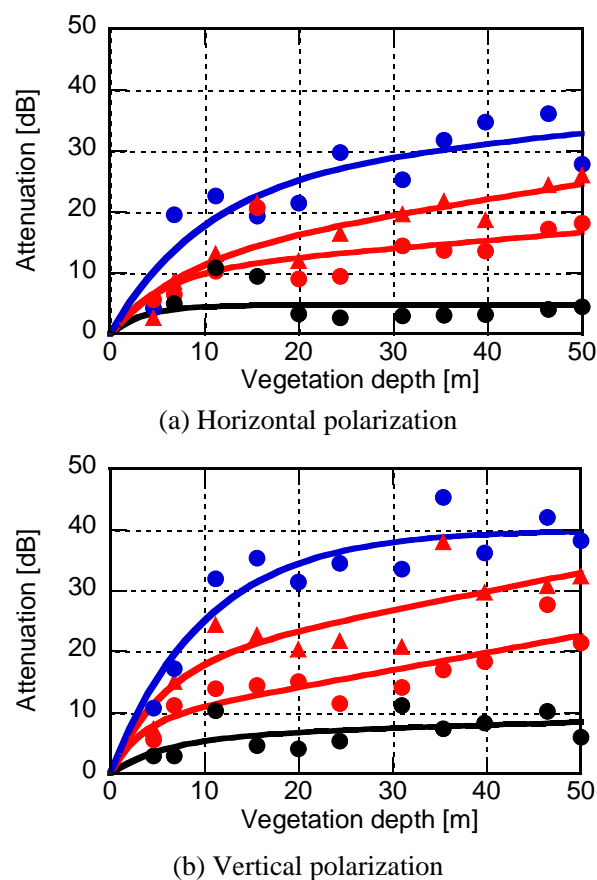 50
40
30
20
10
0
Attenuation [dB]
0 10 20 30 40 50
Vegetation depth [m]
(a) Horizontal polarization
50
40
30
20
10
0
Attenuation [dB]
0 10 20 30 40 50
Vegetation depth [m]
(b) Vertical polarization